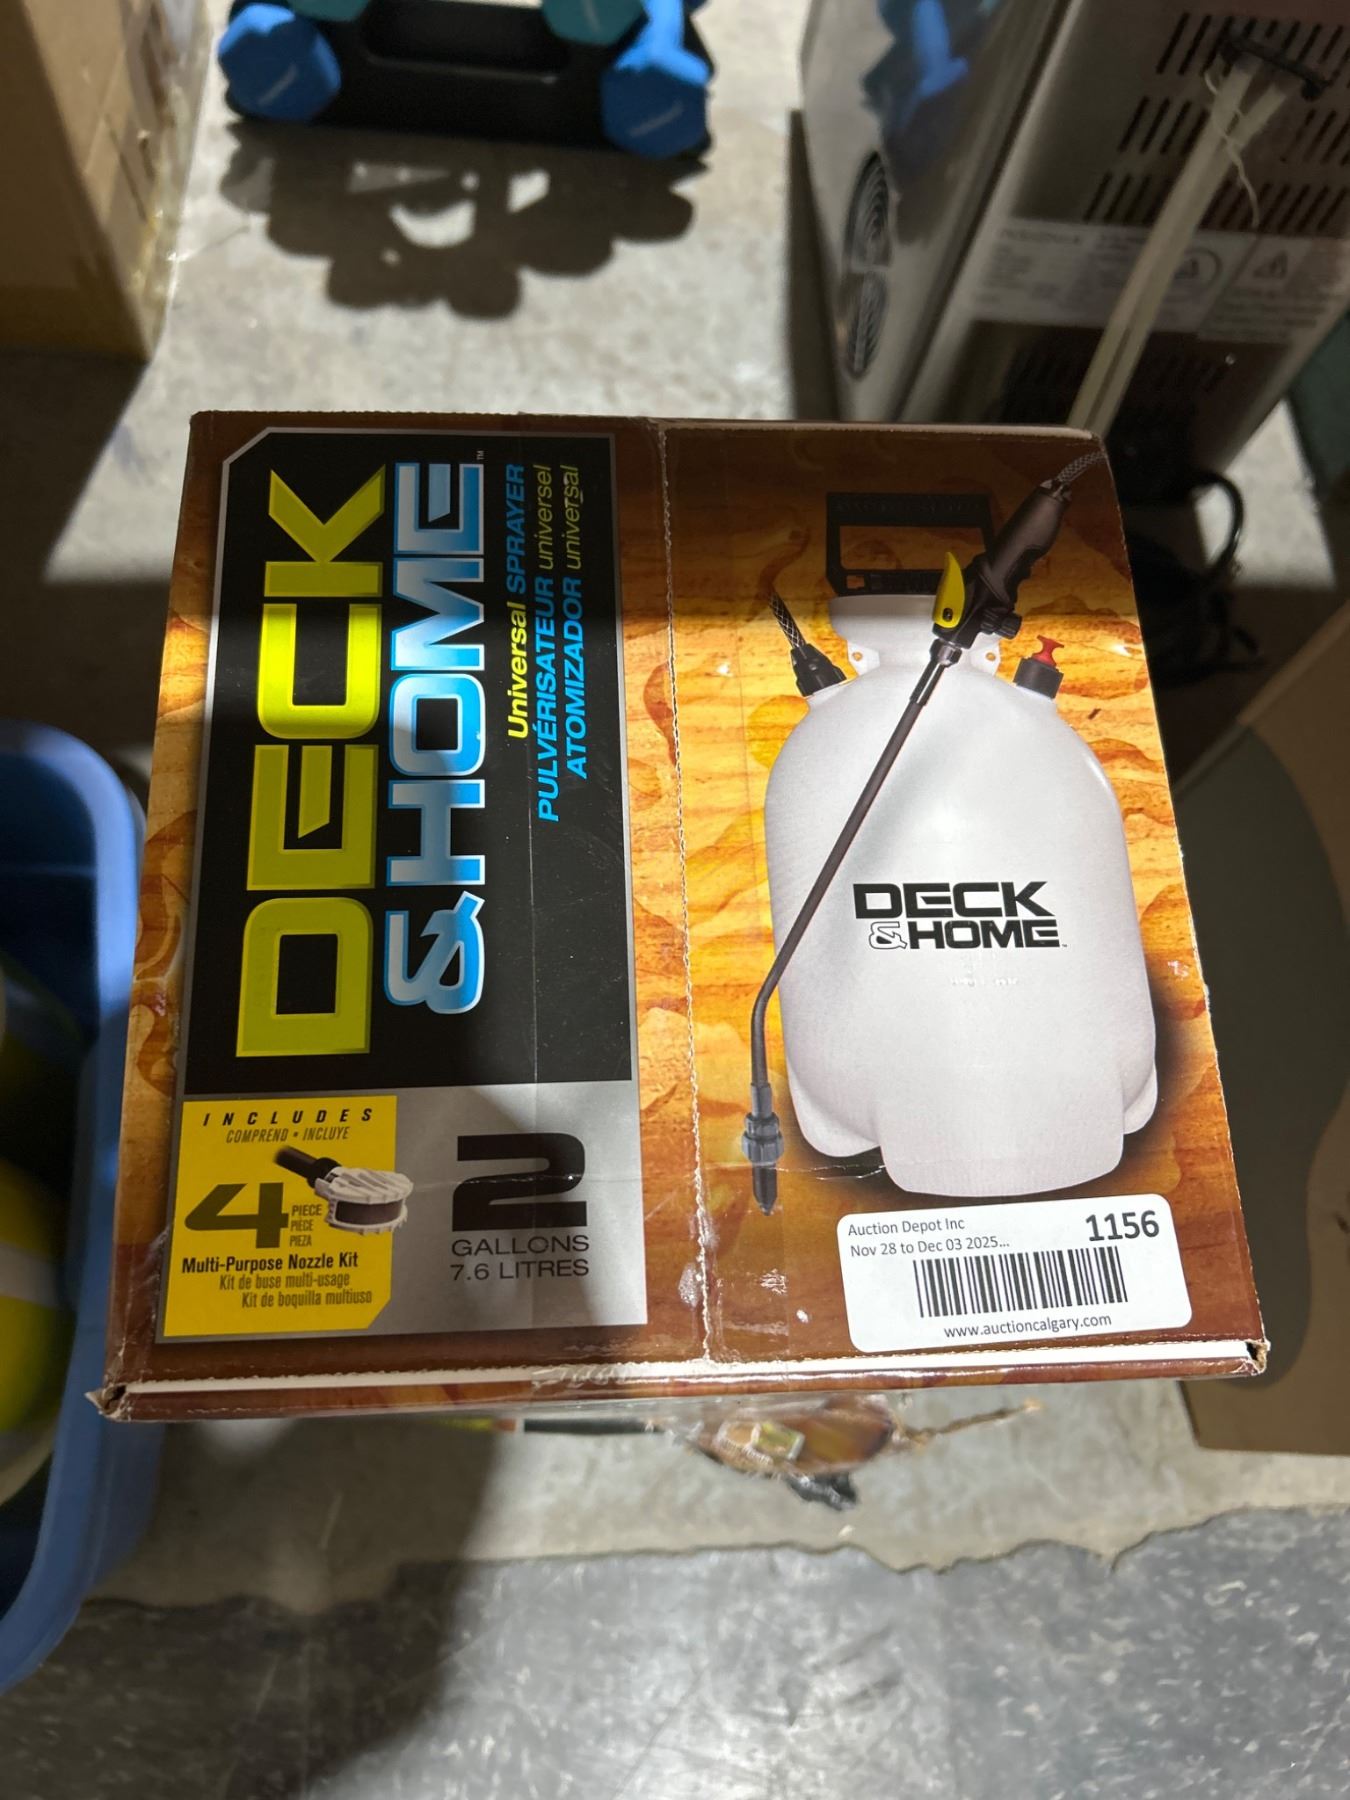 DECK
& HOME™
Universal SPRAYER
PULVÉRISATEUR universel
ATOMIZADOR universal
INCLUDES
COMPREND • INCLUYE
4
PIECE
PIÈCE
PIEZA
Multi-Purpose Nozzle Kit
Kit de buse multi-usage
Kit de boquilla multiuso
2
GALLONS
7.6 LITRES
DECK
& HOME™
Auction Depot Inc
1156
Nov 28 to Dec 03 2025...
www.auctioncalgary.com